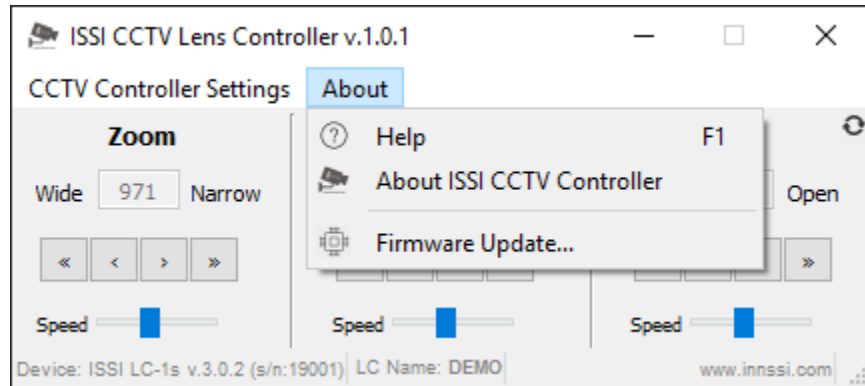 ISSI CCTV Lens Controller v.1.0.1
CCTV Controller Settings About
Help F1
About ISSI CCTV Controller
Firmware Update...
Zoom
Wide 971 Narrow
« < > »
Speed
Speed
Open
»
Speed
Device: ISSI LC-1s v.3.0.2 (s/n:19001) LC Name: DEMO www.innssi.com